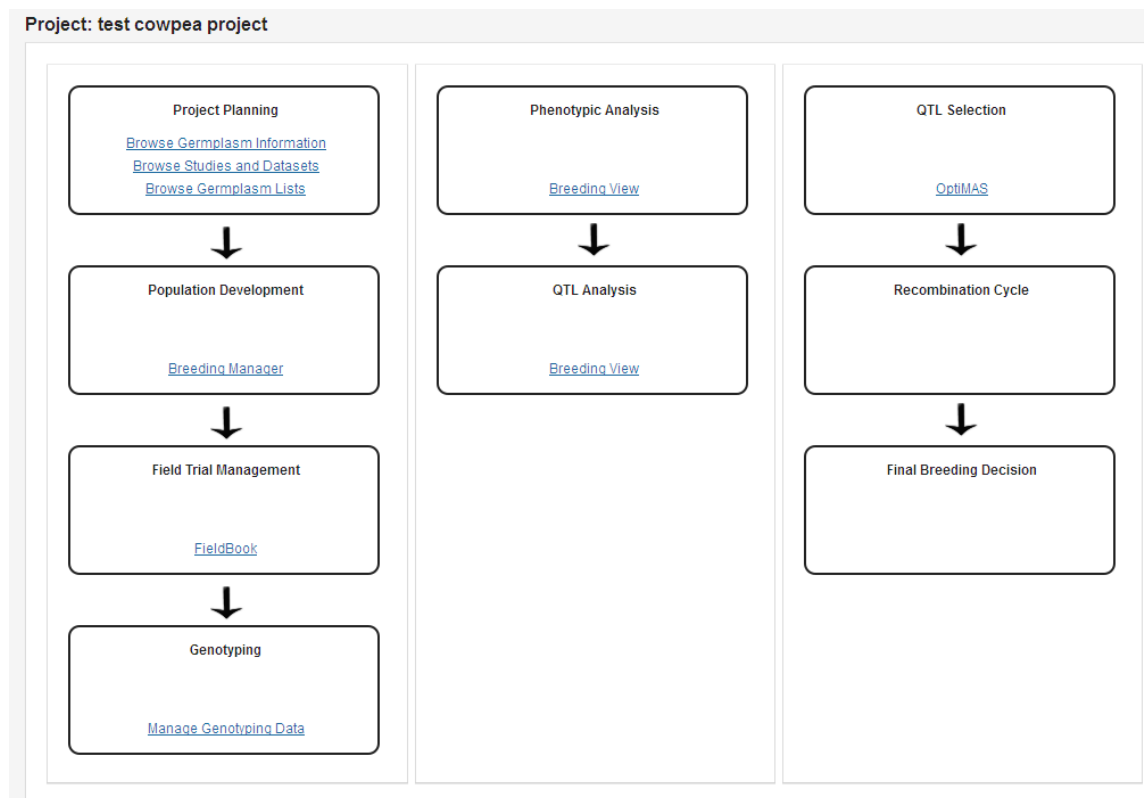 Project: test cowpea project
Project Planning
Browse Germplasm Information
Browse Studies and Datasets
Browse Germplasm Lists
Population Development
Breeding Manager
Field Trial Management
FieldBook
Genotyping
Manage Genotyping Data
Phenotypic Analysis
Breeding View
QTL Analysis
Breeding View
QTL Selection
OptiMAS
Recombination Cycle
Final Breeding Decision